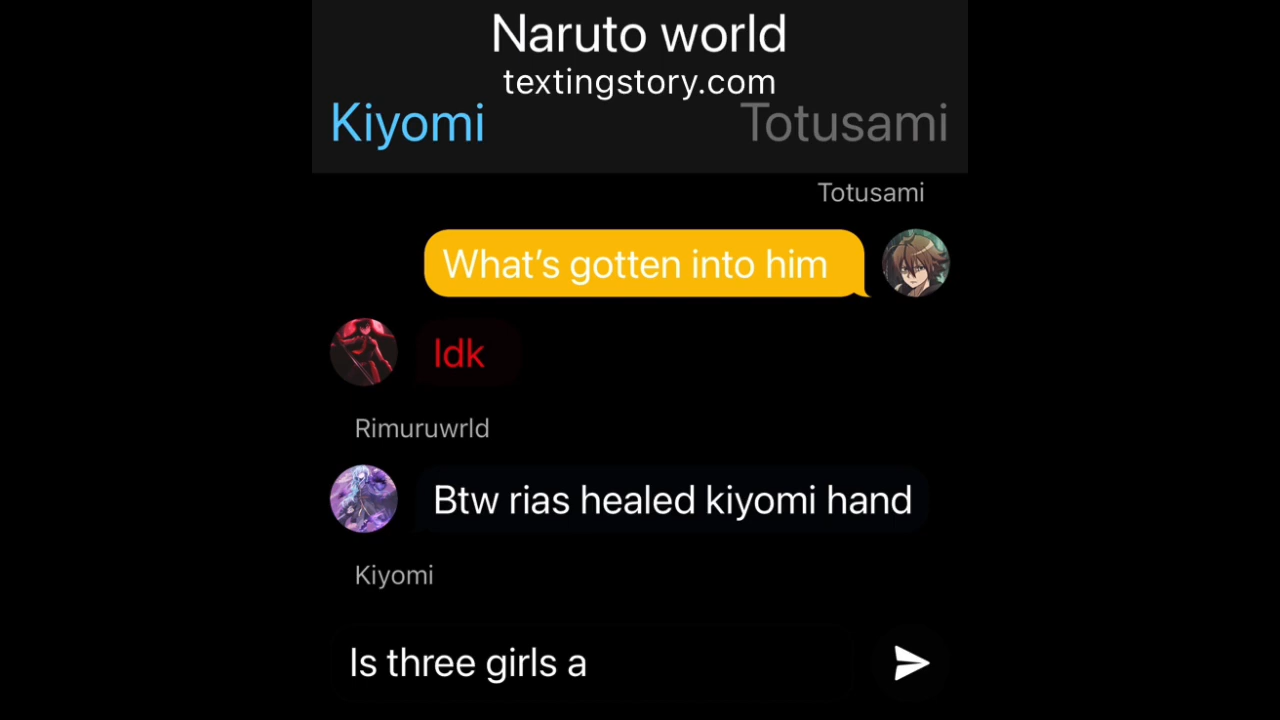 Naruto world
textingstory.com
Kiyomi Totusami
Totusami
What's gotten into him
Idk
Rimuruwrld
Btw rias healed kiyomi hand
Kiyomi
Is three girls a